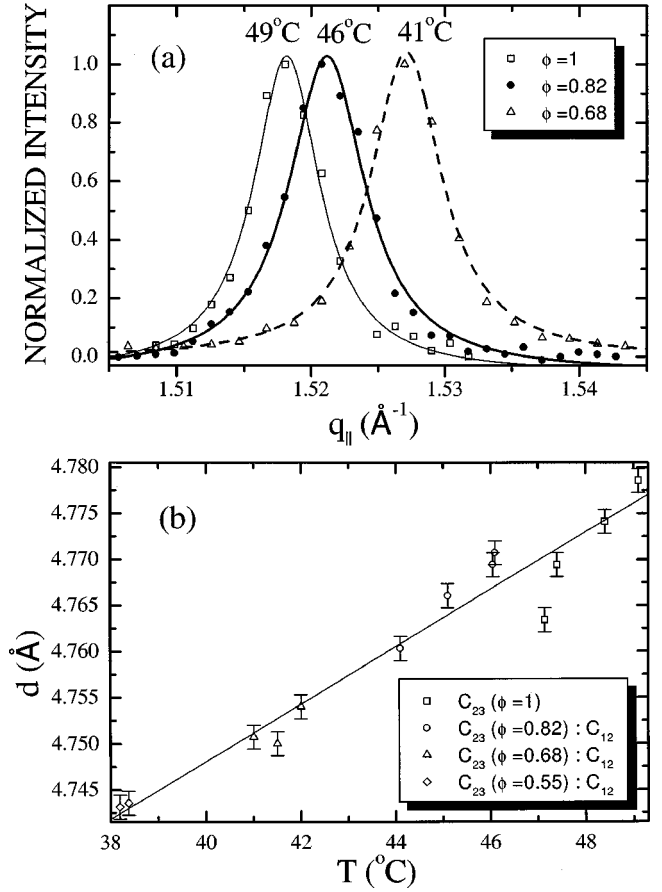 49°C 46°C 41°C
(a)
□ ϕ=1
● ϕ=0.82
△ ϕ=0.68
NORMALIZED INTENSITY
1.0
0.8
0.6
0.4
0.2
0.0
1.51 1.52 1.53 1.54
q|| (Å-1)
(b)
4.780
4.775
4.770
4.765
4.760
4.755
4.750
4.745
d (Å)
□ C23 (ϕ=1)
○ C23 (ϕ=0.82) : C12
△ C23 (ϕ=0.68) : C12
◇ C23 (ϕ=0.55) : C12
38 40 42 44 46 48
T (°C)